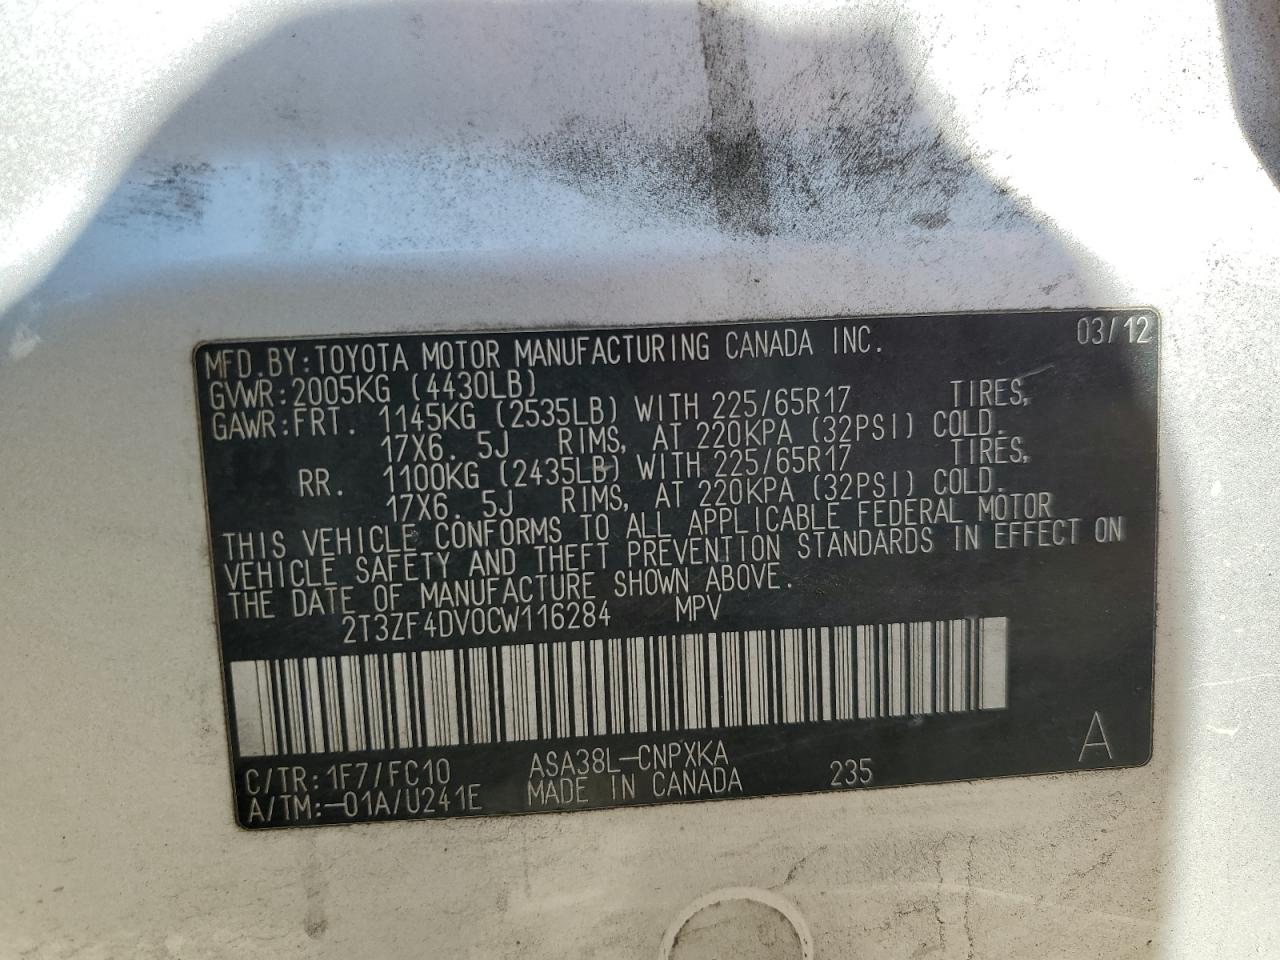 MFD.BY:TOYOTA MOTOR MANUFACTURING CANADA INC. 03/12
GVWR:2005KG (4430LB)
GAWR:FRT. 1145KG (2535LB) WITH 225/65R17 TIRES,
17X6.5J RIMS, AT 220KPA (32PSI) COLD.
RR. 1100KG (2435LB) WITH 225/65R17 TIRES,
17X6.5J RIMS, AT 220KPA (32PSI) COLD.
THIS VEHICLE CONFORMS TO ALL APPLICABLE FEDERAL MOTOR
VEHICLE SAFETY AND THEFT PREVENTION STANDARDS IN EFFECT ON
THE DATE OF MANUFACTURE SHOWN ABOVE.
2T3ZF4DV0CW116284 MPV
C/TR:1F7/FC10 ASA38L-CNPXKA A
A/TM:-01A/U241E MADE IN CANADA 235